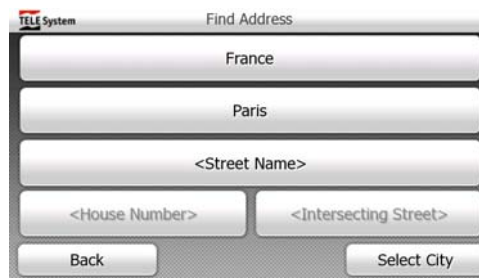 TELE System Find Address
France
Paris
<Street Name>
<House Number> <Intersecting Street>
Back Select City